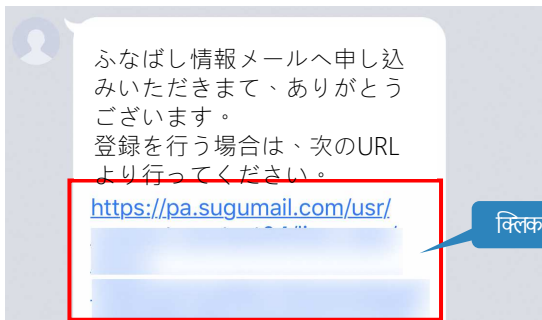 ふなばし情報メールへ申し込
みいただきまて、ありがとう
ございます。
登録を行う場合は、次のURL
より行ってください。
https://pa.sugumail.com/usr/
क्लिक